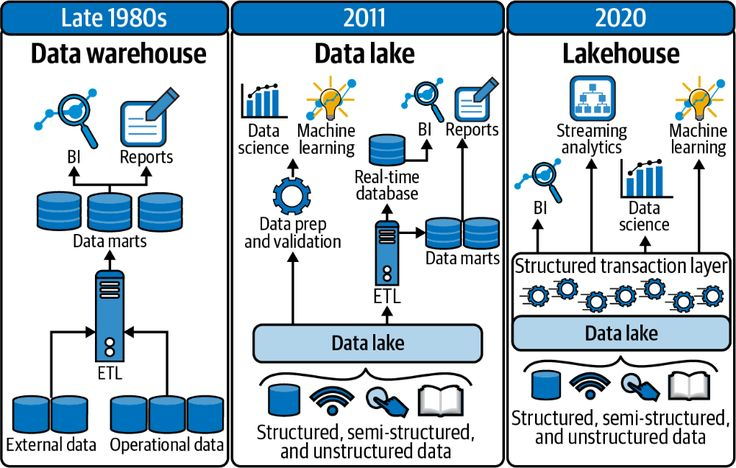 Late 1980s
Data warehouse
BI
Reports
Data marts
ETL
External data
Operational data
2011
Data lake
Data
science
Machine
learning
BI
Reports
Real-time
database
Data prep
and validation
Data marts
ETL
Data lake
Structured, semi-structured,
and unstructured data
2020
Lakehouse
Streaming
analytics
Machine
learning
BI
Data
science
Structured transaction layer
Data lake
Structured, semi-structured,
and unstructured data